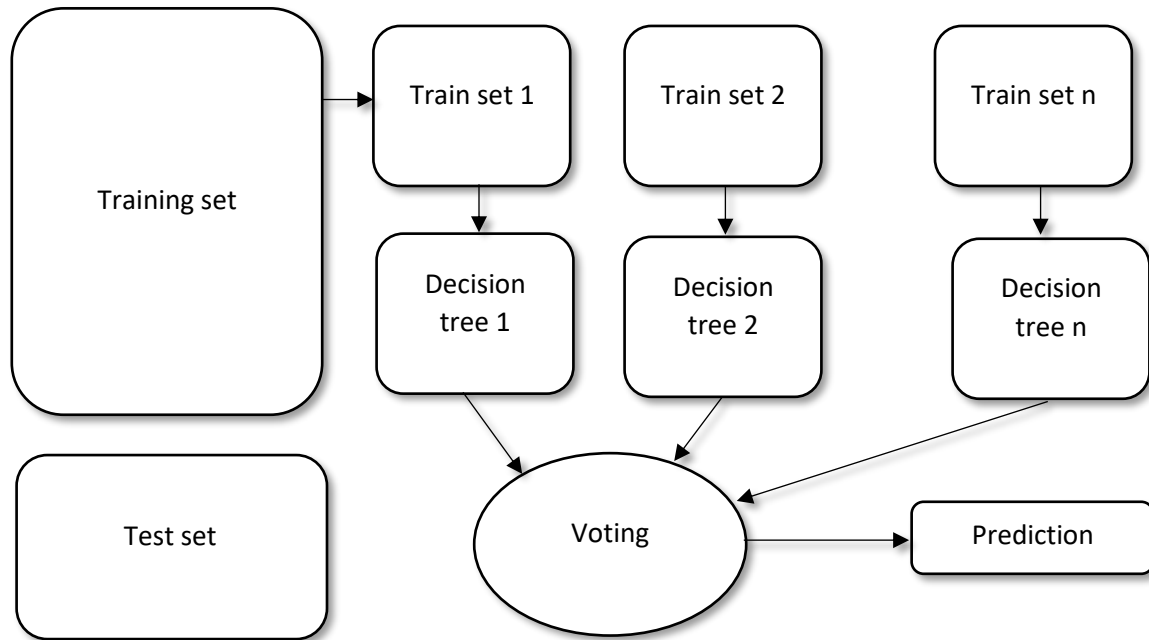 Training set
Train set 1
Train set 2
Train set n
Decision
tree 1
Decision
tree 2
Decision
tree n
Test set
Voting
Prediction